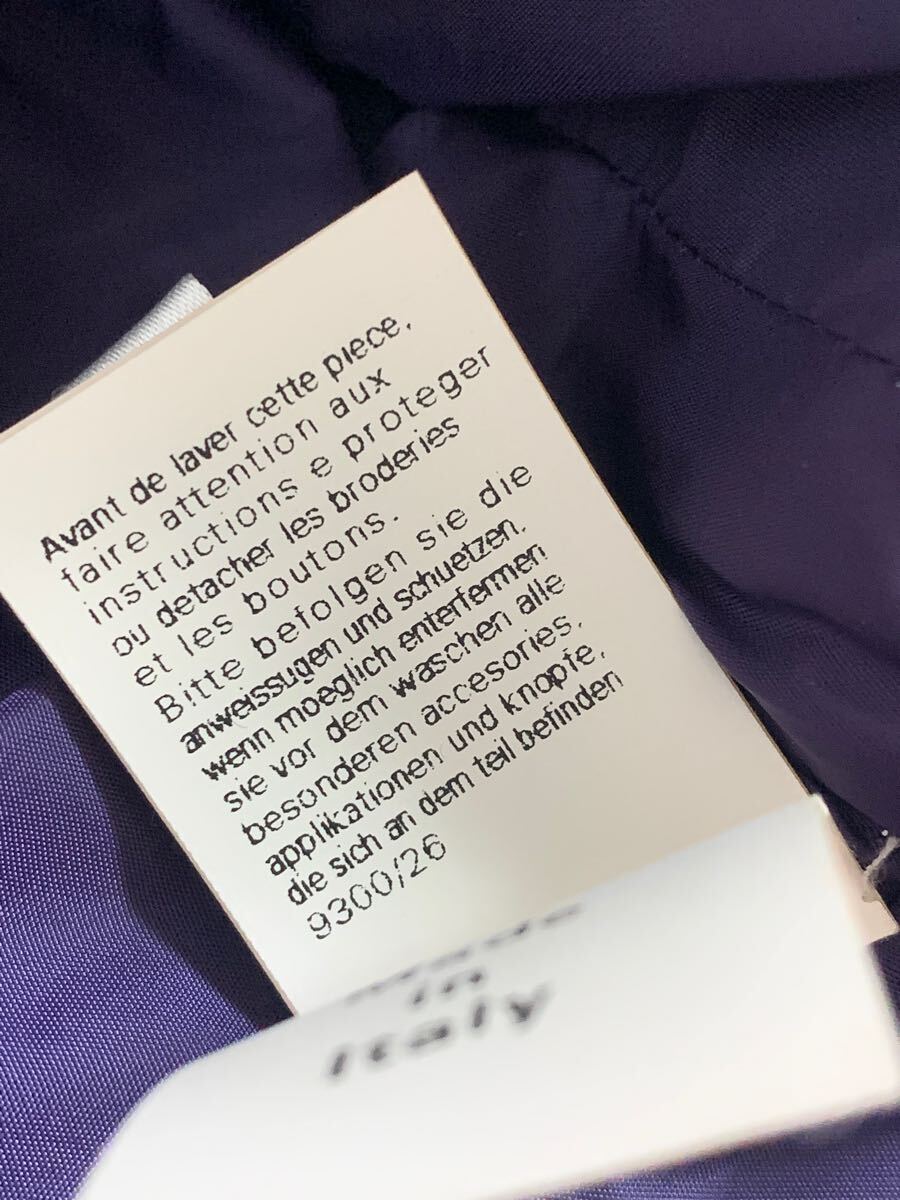 Avant de laver cette piece,
faire attention aux
instructions e proteger
ou detacher les broderies
et les boutons.
Bitte befolgen sie die
anweissugen und schuetzen,
wenn moeglich enterfermen
sie vor dem waschen alle
besonderen accesories,
applikationen und knopfe,
die sich an dem teil befinden
9300/26
in
Italy